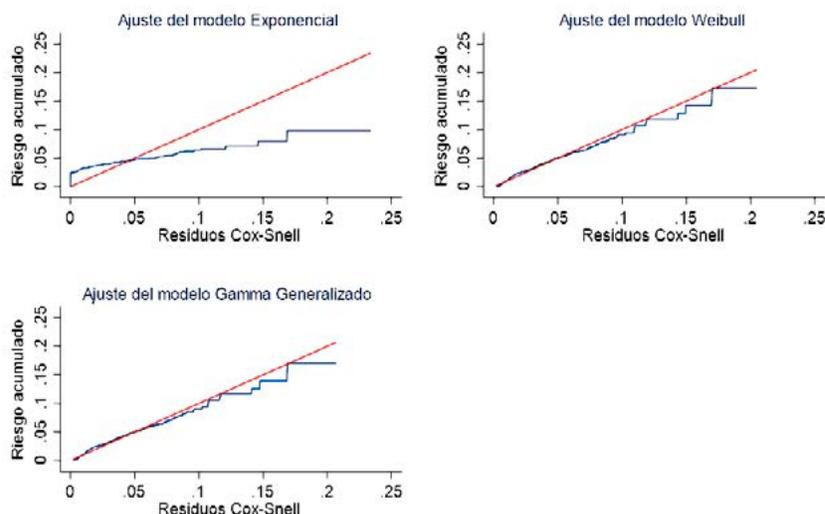 Ajuste del modelo Exponencial
Riesgo acumulado
0 .05 .1 .15 .2 .25
0 .05 .1 .15 .2 .25
Residuos Cox-Snell
Ajuste del modelo Weibull
Riesgo acumulado
0 .05 .1 .15 .2 .25
0 .05 .1 .15 .2 .25
Residuos Cox-Snell
Ajuste del modelo Gamma Generalizado
Riesgo acumulado
0 .05 .1 .15 .2 .25
0 .05 .1 .15 .2 .25
Residuos Cox-Snell